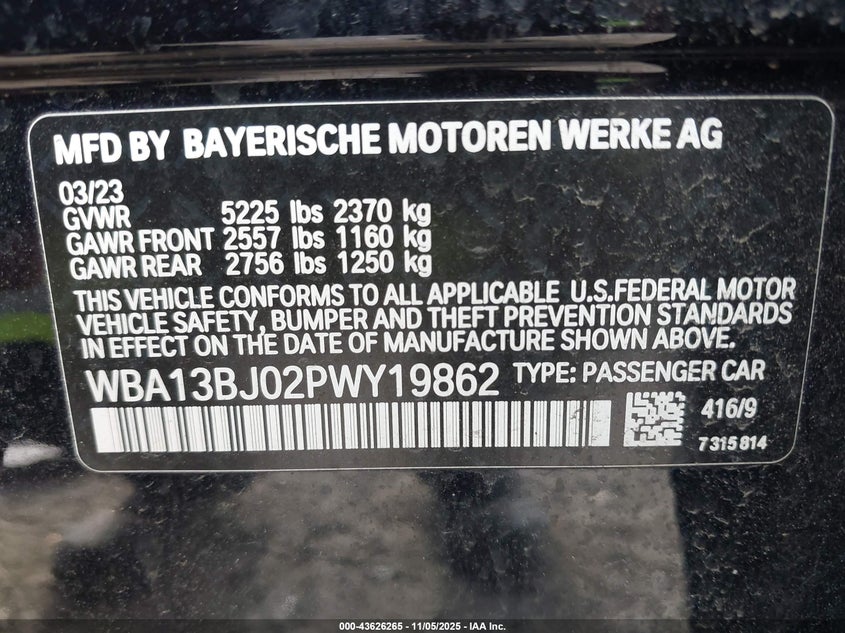 MFD BY BAYERISCHE MOTOREN WERKE AG
03/23
GVWR 5225 lbs 2370 kg
GAWR FRONT 2557 lbs 1160 kg
GAWR REAR 2756 lbs 1250 kg
THIS VEHICLE CONFORMS TO ALL APPLICABLE U.S.FEDERAL MOTOR
VEHICLE SAFETY, BUMPER AND THEFT PREVENTION STANDARDS
IN EFFECT ON THE DATE OF MANUFACTURE SHOWN ABOVE.
WBA13BJ02PWY19862 TYPE: PASSENGER CAR
416/9
7 315 814
000-43626265 - 11/05/2025 - IAA Inc.